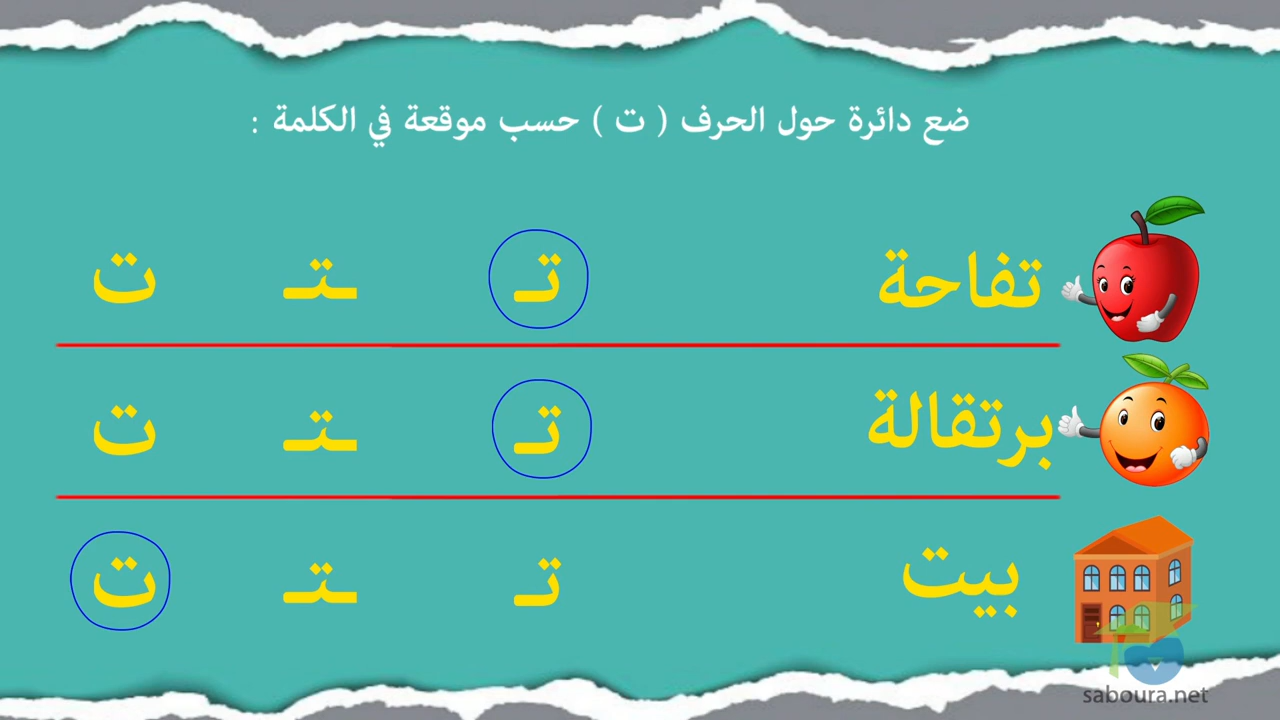 ضع دائرة حول الحرف ( ت ) حسب موقعة في الكلمة :
تفاحة تـ ـتـ ت
برتقالة تـ ـتـ ت
بيت تـ ـتـ ت
saboura.net